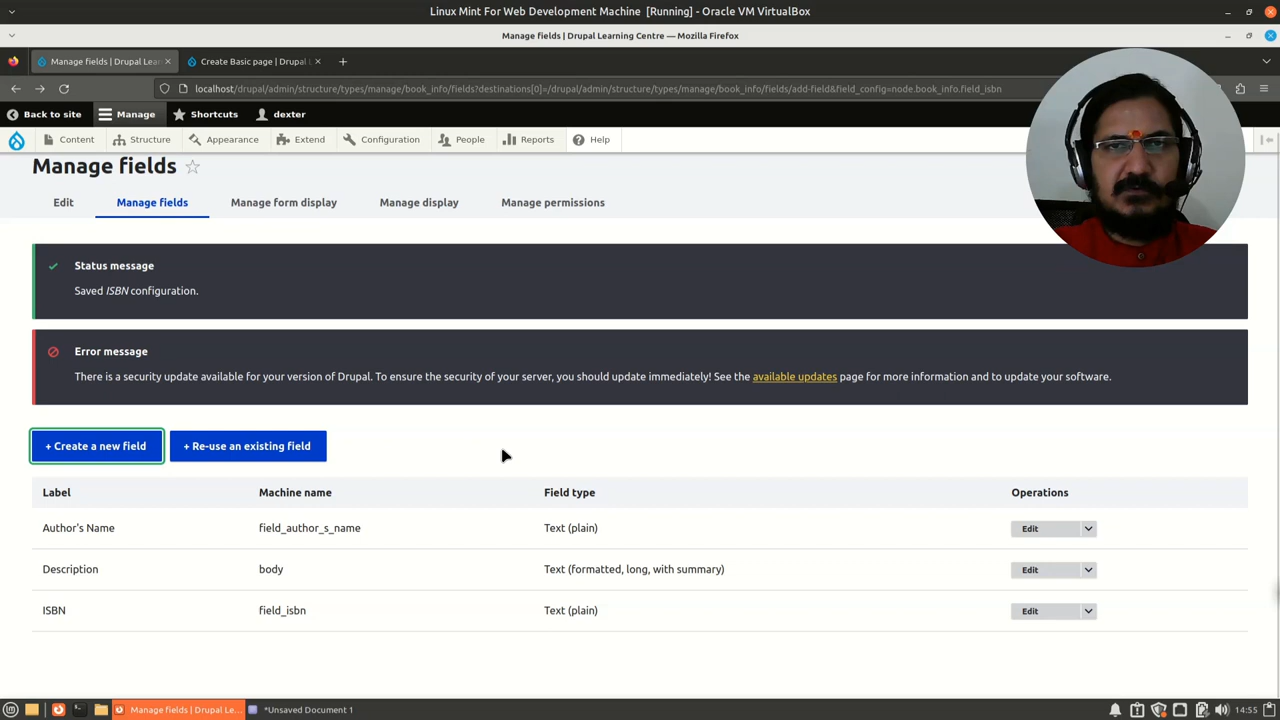 Linux Mint For Web Development Machine [Running] - Oracle VM VirtualBox
Manage fields | Drupal Learning Centre — Mozilla Firefox
Manage fields | Drupal Lear
Create Basic page | Drupal L
localhost/drupal/admin/structure/types/manage/book_info/fields?destinations[0]=/drupal/admin/structure/types/manage/book_info/fields/add-field&field_config=node.book_info.field_isbn
Back to site
Manage
Shortcuts
dexter
Content
Structure
Appearance
Extend
Configuration
People
Reports
Help
Manage fields
Edit
Manage fields
Manage form display
Manage display
Manage permissions
Status message
Saved ISBN configuration.
Error message
There is a security update available for your version of Drupal. To ensure the security of your server, you should update immediately! See the available updates page for more information and to update your software.
+ Create a new field
+ Re-use an existing field
Label Machine name Field type Operations
Author's Name field_author_s_name Text (plain) Edit
Description body Text (formatted, long, with summary) Edit
ISBN field_isbn Text (plain) Edit
Manage fields | Drupal Le...
*Unsaved Document 1
14:55